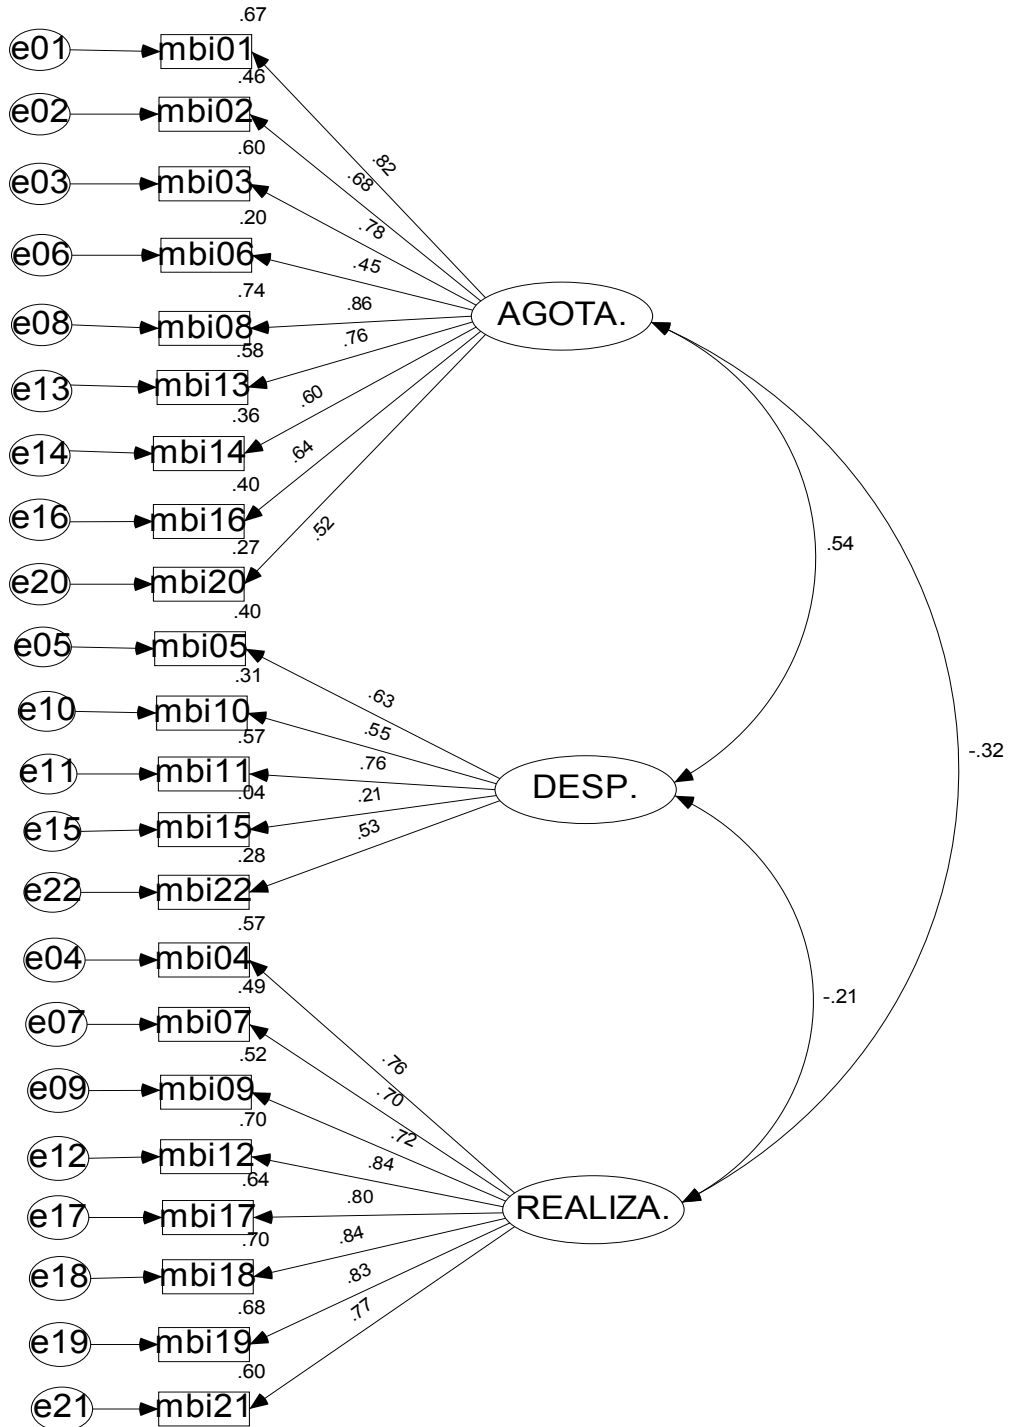 .67
e01 mbi01
.46
.82
e02 mbi02
.68
.60
e03 mbi03
.78
.20
e06 mbi06
.45
.74
.86
AGOTA.
e08 mbi08
.76
.58
e13 mbi13
.60
.36
e14 mbi14
.64
.40
e16 mbi16
.52
.27
.54
e20 mbi20
.40
e05 mbi05
.63
.31
e10 mbi10
.55
.57
-.32
e11 mbi11
.76
DESP.
.04
.21
e15 mbi15
.53
.28
e22 mbi22
.57
e04 mbi04
.49
-.21
e07 mbi07
.76
.52
.70
e09 mbi09
.72
.70
e12 mbi12
.84
.64
.80
REALIZA.
e17 mbi17
.84
.70
e18 mbi18
.83
.68
.77
e19 mbi19
.60
e21 mbi21